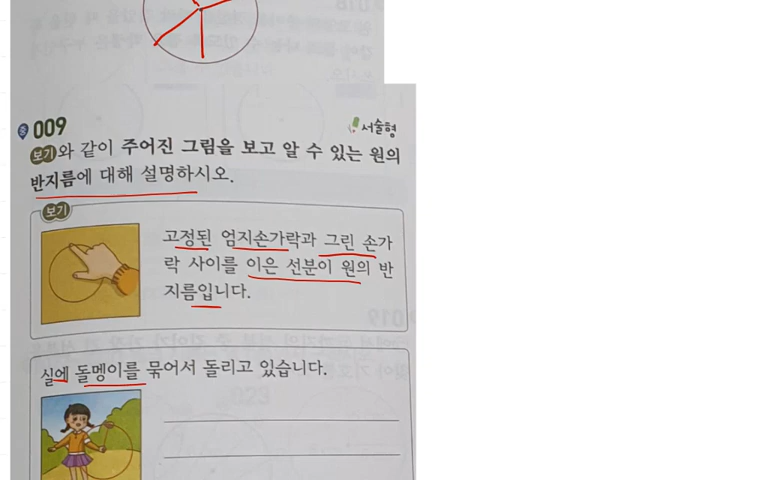 중 009
서술형
보기와 같이 주어진 그림을 보고 알 수 있는 원의
반지름에 대해 설명하시오.
보기
고정된 엄지손가락과 그린 손가
락 사이를 이은 선분이 원의 반
지름입니다.
실에 돌멩이를 묶어서 돌리고 있습니다.